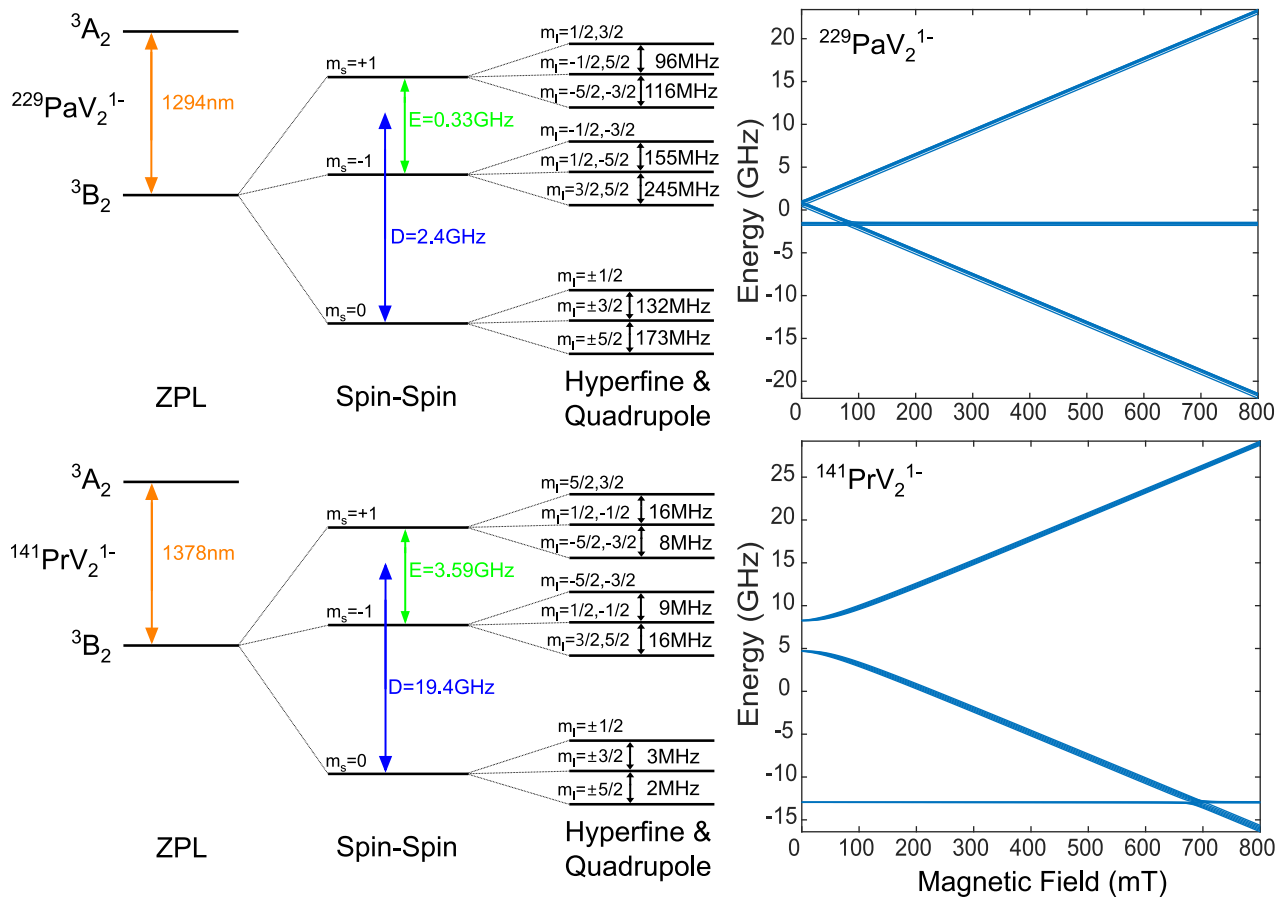 ³A₂
1294nm
²²⁹PaV₂¹⁻
³B₂
mₛ=+1
E=0.33GHz
mₛ=-1
D=2.4GHz
mₛ=0
m_I=1/2,3/2
96MHz
m_I=-1/2,5/2
116MHz
m_I=-5/2,-3/2
m_I=-1/2,-3/2
155MHz
m_I=1/2,-5/2
245MHz
m_I=3/2,5/2
m_I=±1/2
132MHz
m_I=±3/2
173MHz
m_I=±5/2
ZPL
Spin-Spin
Hyperfine &
Quadrupole
²²⁹PaV₂¹⁻
Energy (GHz)
20
15
10
5
0
-5
-10
-15
-20
0 100 200 300 400 500 600 700 800
³A₂
1378nm
¹⁴¹PrV₂¹⁻
³B₂
mₛ=+1
E=3.59GHz
mₛ=-1
D=19.4GHz
mₛ=0
m_I=5/2,3/2
16MHz
m_I=1/2,-1/2
8MHz
m_I=-5/2,-3/2
m_I=-5/2,-3/2
9MHz
m_I=1/2,-1/2
16MHz
m_I=3/2,5/2
m_I=±1/2
3MHz
m_I=±3/2
2MHz
m_I=±5/2
ZPL
Spin-Spin
Hyperfine &
Quadrupole
¹⁴¹PrV₂¹⁻
Energy (GHz)
25
20
15
10
5
0
-5
-10
-15
0 100 200 300 400 500 600 700 800
Magnetic Field (mT)